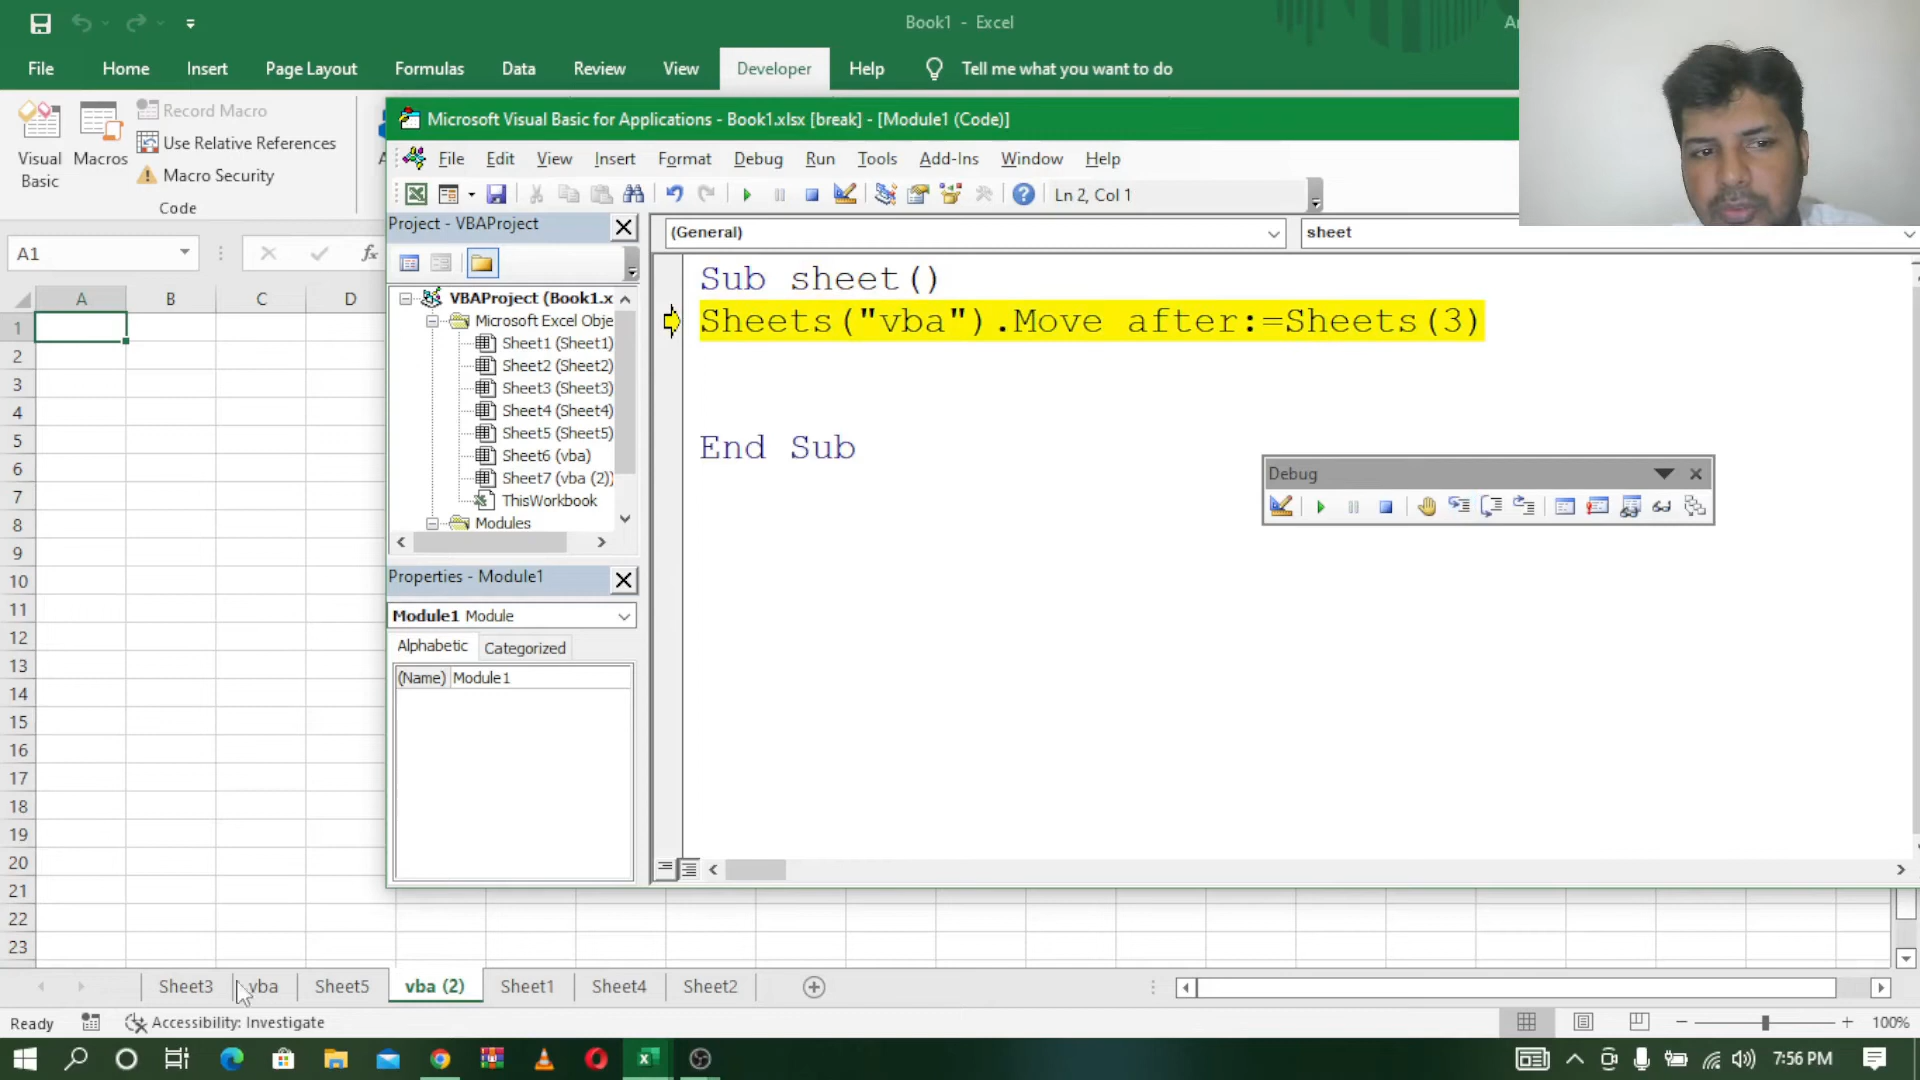 Book1 - Excel
File Home Insert Page Layout Formulas Data Review View Developer Help Tell me what you want to do
Visual Basic
Macros
Record Macro
Use Relative References
Macro Security
Code
Microsoft Visual Basic for Applications - Book1.xlsx [break] - [Module1 (Code)]
File Edit View Insert Format Debug Run Tools Add-Ins Window Help
Ln 2, Col 1
Project - VBAProject
(General)
sheet
A1
fx
A B C D
VBAProject (Book1.x
Microsoft Excel Obje
Sheet1 (Sheet1)
Sheet2 (Sheet2)
Sheet3 (Sheet3)
Sheet4 (Sheet4)
Sheet5 (Sheet5)
Sheet6 (vba)
Sheet7 (vba (2))
ThisWorkbook
Modules
Sub sheet()
Sheets("vba").Move after:=Sheets(3)
End Sub
Debug
Properties - Module1
Module1 Module
Alphabetic
Categorized
(Name) Module1
1
2
3
4
5
6
7
8
9
10
11
12
13
14
15
16
17
18
19
20
21
22
23
Sheet3 vba Sheet5 vba (2) Sheet1 Sheet4 Sheet2
Ready
Accessibility: Investigate
100%
7:56 PM